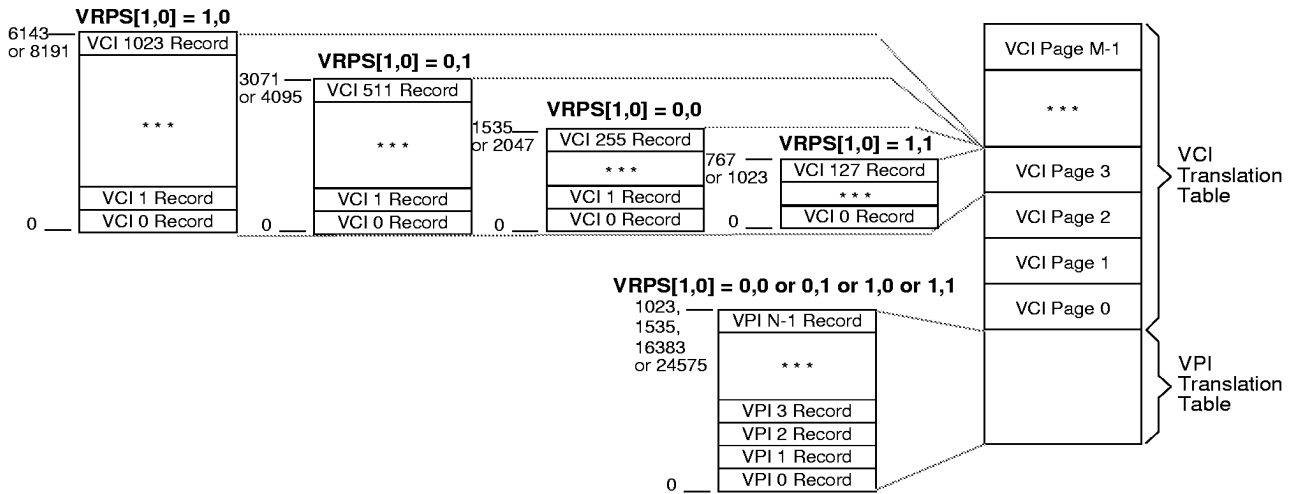 VRPS[1,0] = 1,0
6143
or 8191
VCI 1023 Record
* * *
VCI 1 Record
VCI 0 Record
0
VRPS[1,0] = 0,1
3071
or 4095
VCI 511 Record
* * *
VCI 1 Record
VCI 0 Record
0
VRPS[1,0] = 0,0
1535
or 2047
VCI 255 Record
* * *
VCI 1 Record
VCI 0 Record
0
VRPS[1,0] = 1,1
767
or 1023
VCI 127 Record
* * *
VCI 0 Record
0
VCI Page M-1
* * *
VCI Page 3
VCI Page 2
VCI Page 1
VCI Page 0
VCI
Translation
Table
VRPS[1,0] = 0,0 or 0,1 or 1,0 or 1,1
1023,
1535,
16383
or 24575
VPI N-1 Record
* * *
VPI 3 Record
VPI 2 Record
VPI 1 Record
VPI 0 Record
0
VPI
Translation
Table